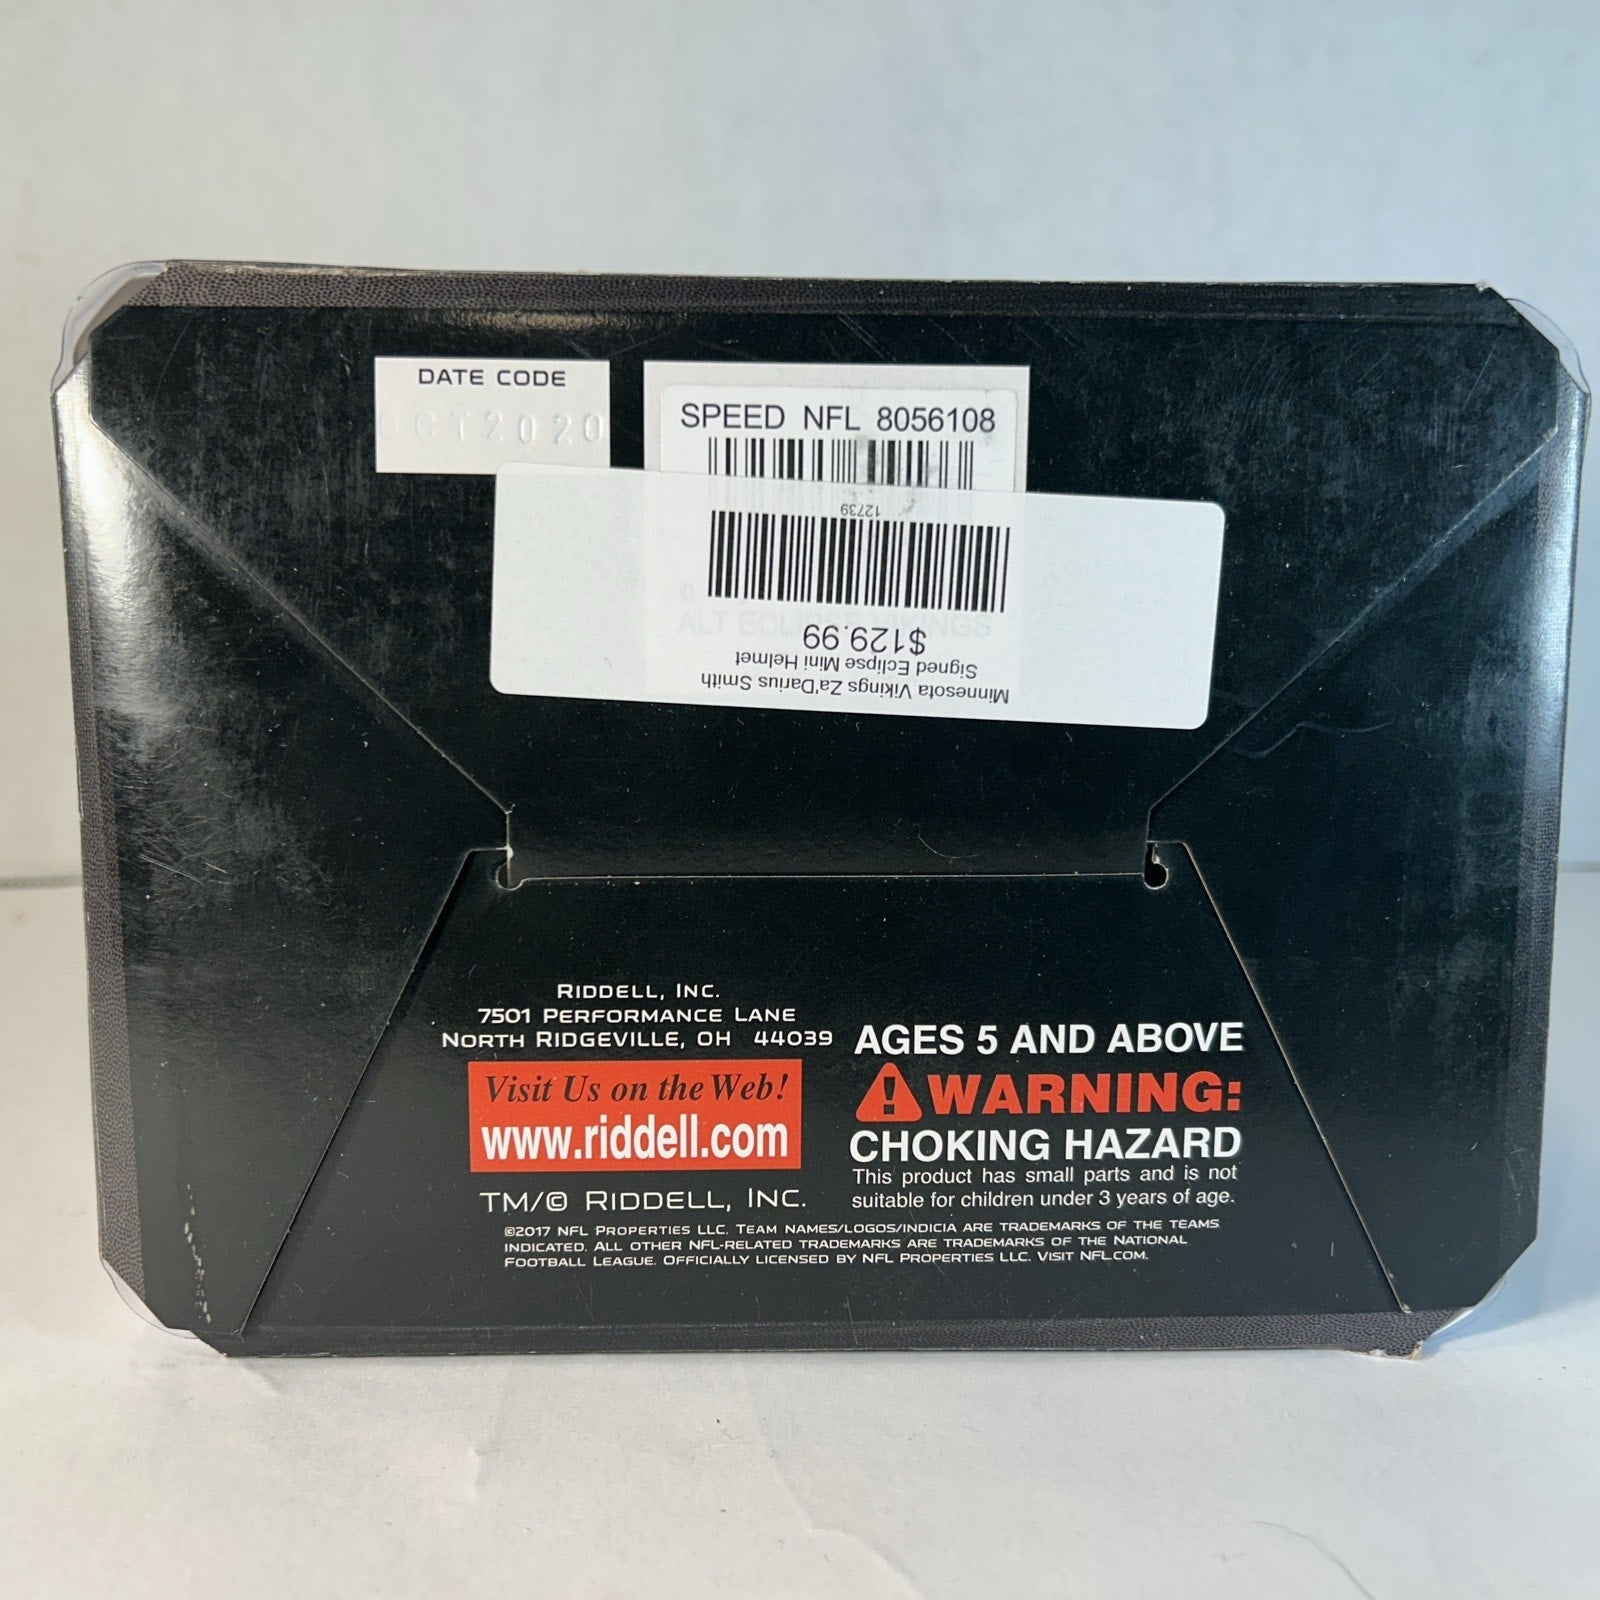 DATE CODE
OCT2020
SPEED NFL 8056108
12739
$129.99
Signed Eclipse Mini Helmet
Minnesota Vikings Za'Darius Smith
RIDDELL, INC.
7501 PERFORMANCE LANE
NORTH RIDGEVILLE, OH 44039
Visit Us on the Web!
www.riddell.com
TM/© RIDDELL, INC.
AGES 5 AND ABOVE
WARNING:
CHOKING HAZARD
This product has small parts and is not
suitable for children under 3 years of age.
©2017 NFL PROPERTIES LLC. TEAM NAMES/LOGOS/INDICIA ARE TRADEMARKS OF THE TEAMS
INDICATED. ALL OTHER NFL-RELATED TRADEMARKS ARE TRADEMARKS OF THE NATIONAL
FOOTBALL LEAGUE. OFFICIALLY LICENSED BY NFL PROPERTIES LLC. VISIT NFL.COM.